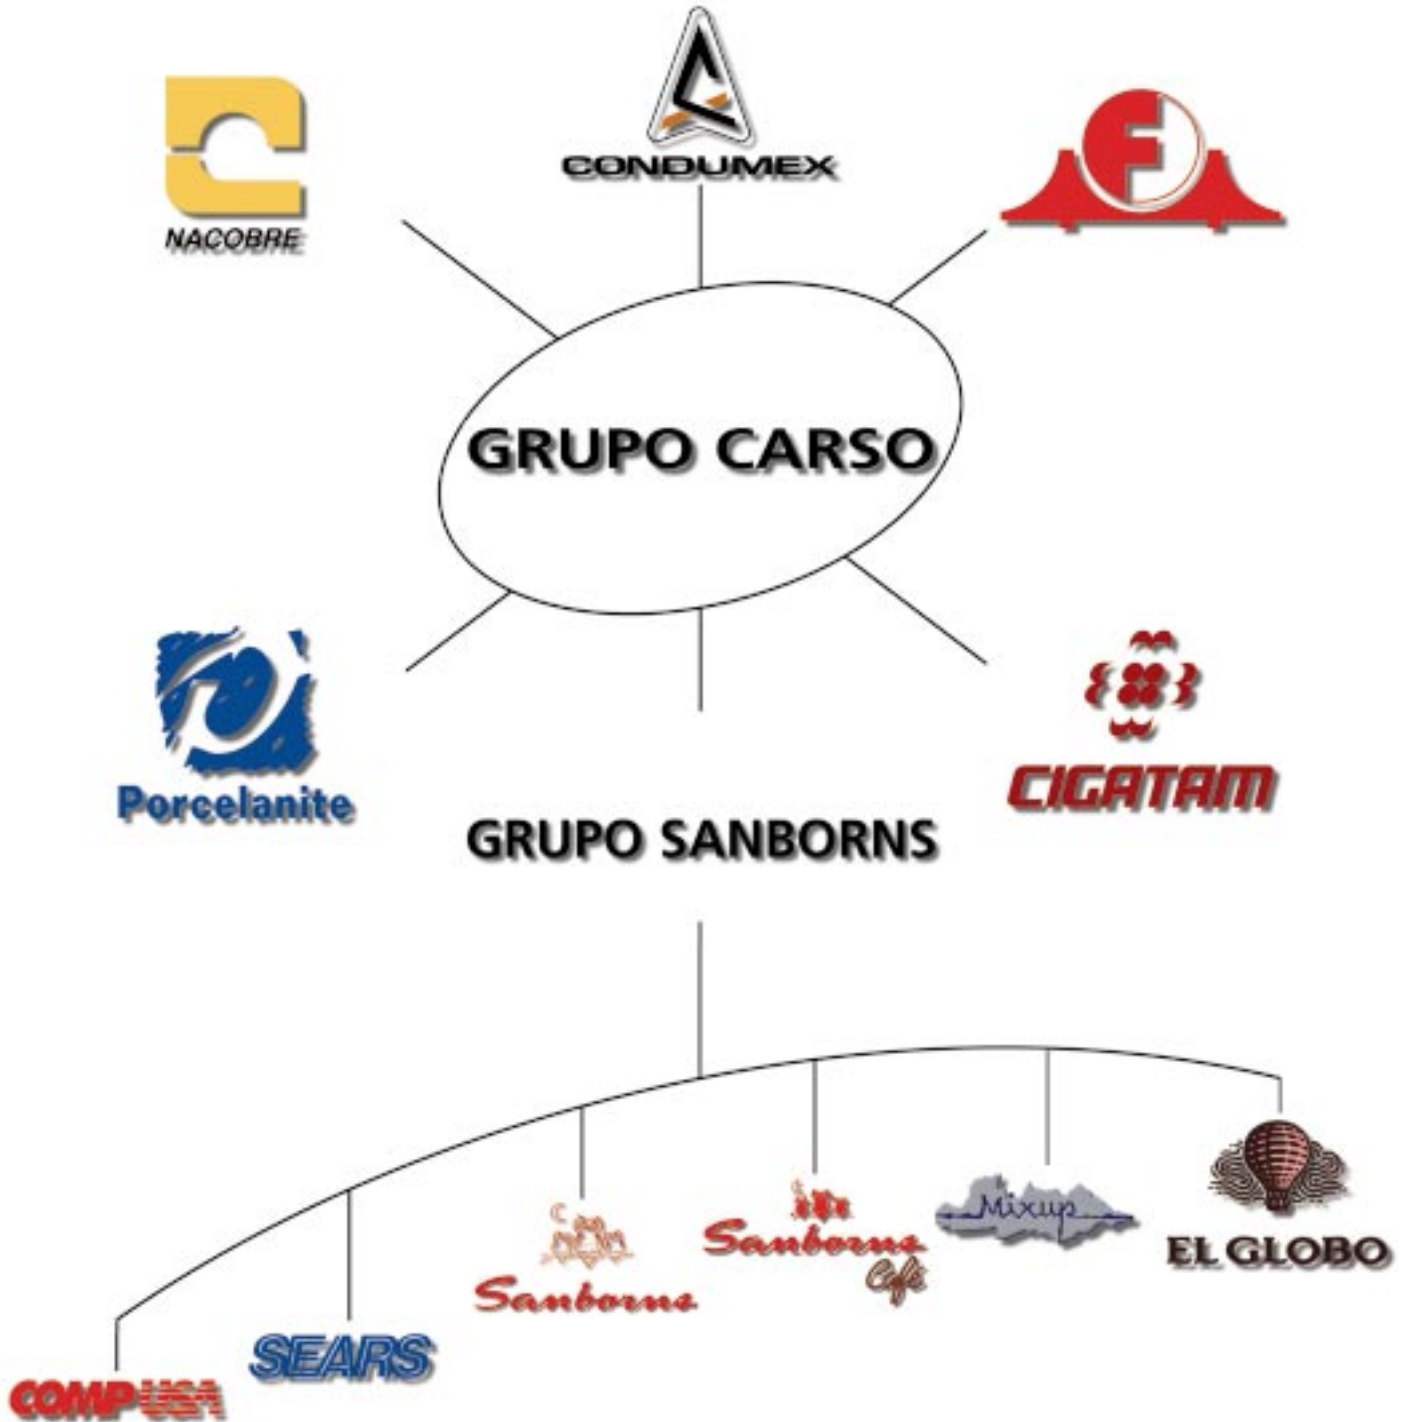 CONDUMEX
F
NACOBRE
GRUPO CARSO
Porcelanite
CIGATAM
GRUPO SANBORNS
Mixup
Sanborns
Café
EL GLOBO
Sanborns
SEARS
COMPUSA